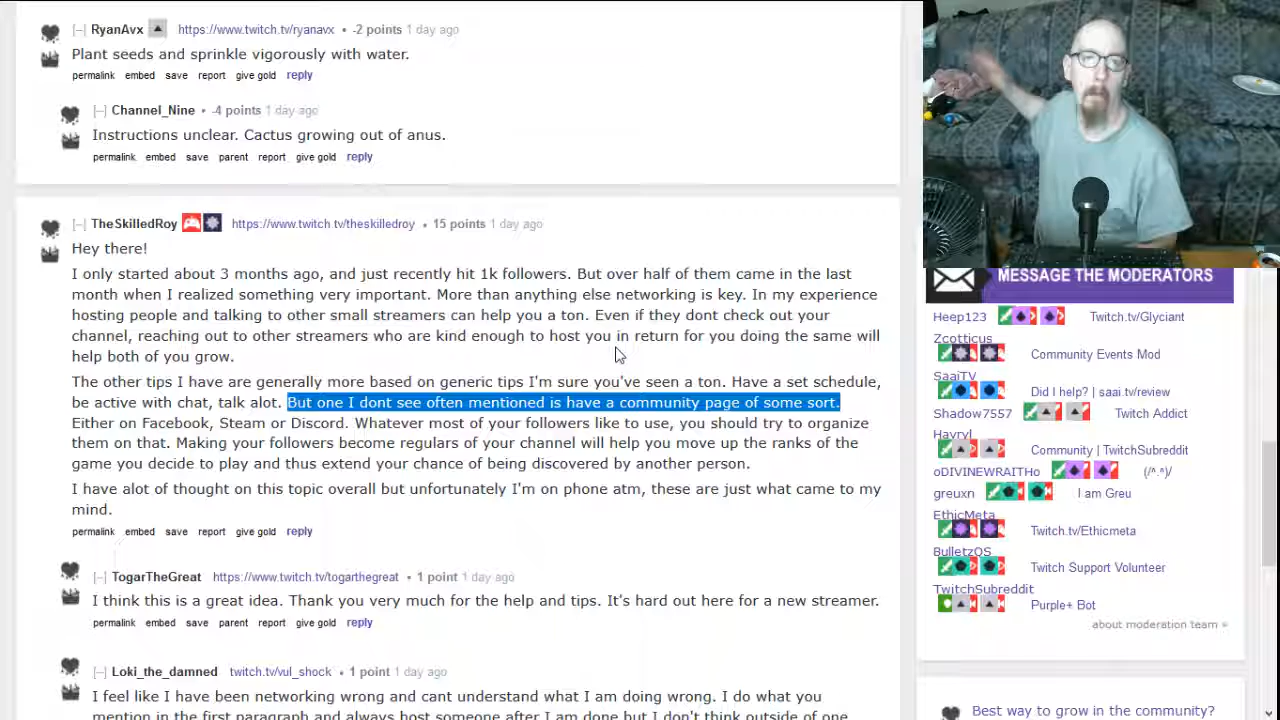 [–] RyanAvx https://www.twitch.tv/ryanavx • -2 points 1 day ago
Plant seeds and sprinkle vigorously with water.
permalink embed save report give gold reply
[–] Channel_Nine • -4 points 1 day ago
Instructions unclear. Cactus growing out of anus.
permalink embed save parent report give gold reply
[–] TheSkilledRoy https://www.twitch.tv/theskilledroy • 15 points 1 day ago
Hey there!
I only started about 3 months ago, and just recently hit 1k followers. But over half of them came in the last
month when I realized something very important. More than anything else networking is key. In my experience
hosting people and talking to other small streamers can help you a ton. Even if they dont check out your
channel, reaching out to other streamers who are kind enough to host you in return for you doing the same will
help both of you grow.
The other tips I have are generally more based on generic tips I'm sure you've seen a ton. Have a set schedule,
be active with chat, talk alot. But one I dont see often mentioned is have a community page of some sort.
Either on Facebook, Steam or Discord. Whatever most of your followers like to use, you should try to organize
them on that. Making your followers become regulars of your channel will help you move up the ranks of the
game you decide to play and thus extend your chance of being discovered by another person.
I have alot of thought on this topic overall but unfortunately I'm on phone atm, these are just what came to my
mind.
permalink embed save report give gold reply
[–] TogarTheGreat https://www.twitch.tv/togarthegreat • 1 point 1 day ago
I think this is a great idea. Thank you very much for the help and tips. It's hard out here for a new streamer.
permalink embed save parent report give gold reply
[–] Loki_the_damned twitch.tv/vul_shock • 1 point 1 day ago
I feel like I have been networking wrong and cant understand what I am doing wrong. I do what you
mention in the first paragraph and always host someone after I am done but I don't think outside of one
MESSAGE THE MODERATORS
Heep123 Twitch.tv/Glyciant
Zcotticus
Community Events Mod
SaaiTV
Did I help? | saai.tv/review
Shadow7557 Twitch Addict
Havryl
Community | TwitchSubreddit
oDIVINEWRAITHo (/^.^)/
greuxn I am Greu
EthicMeta
Twitch.tv/Ethicmeta
BulletzOS
Twitch Support Volunteer
TwitchSubreddit
Purple+ Bot
about moderation team »
Best way to grow in the community?